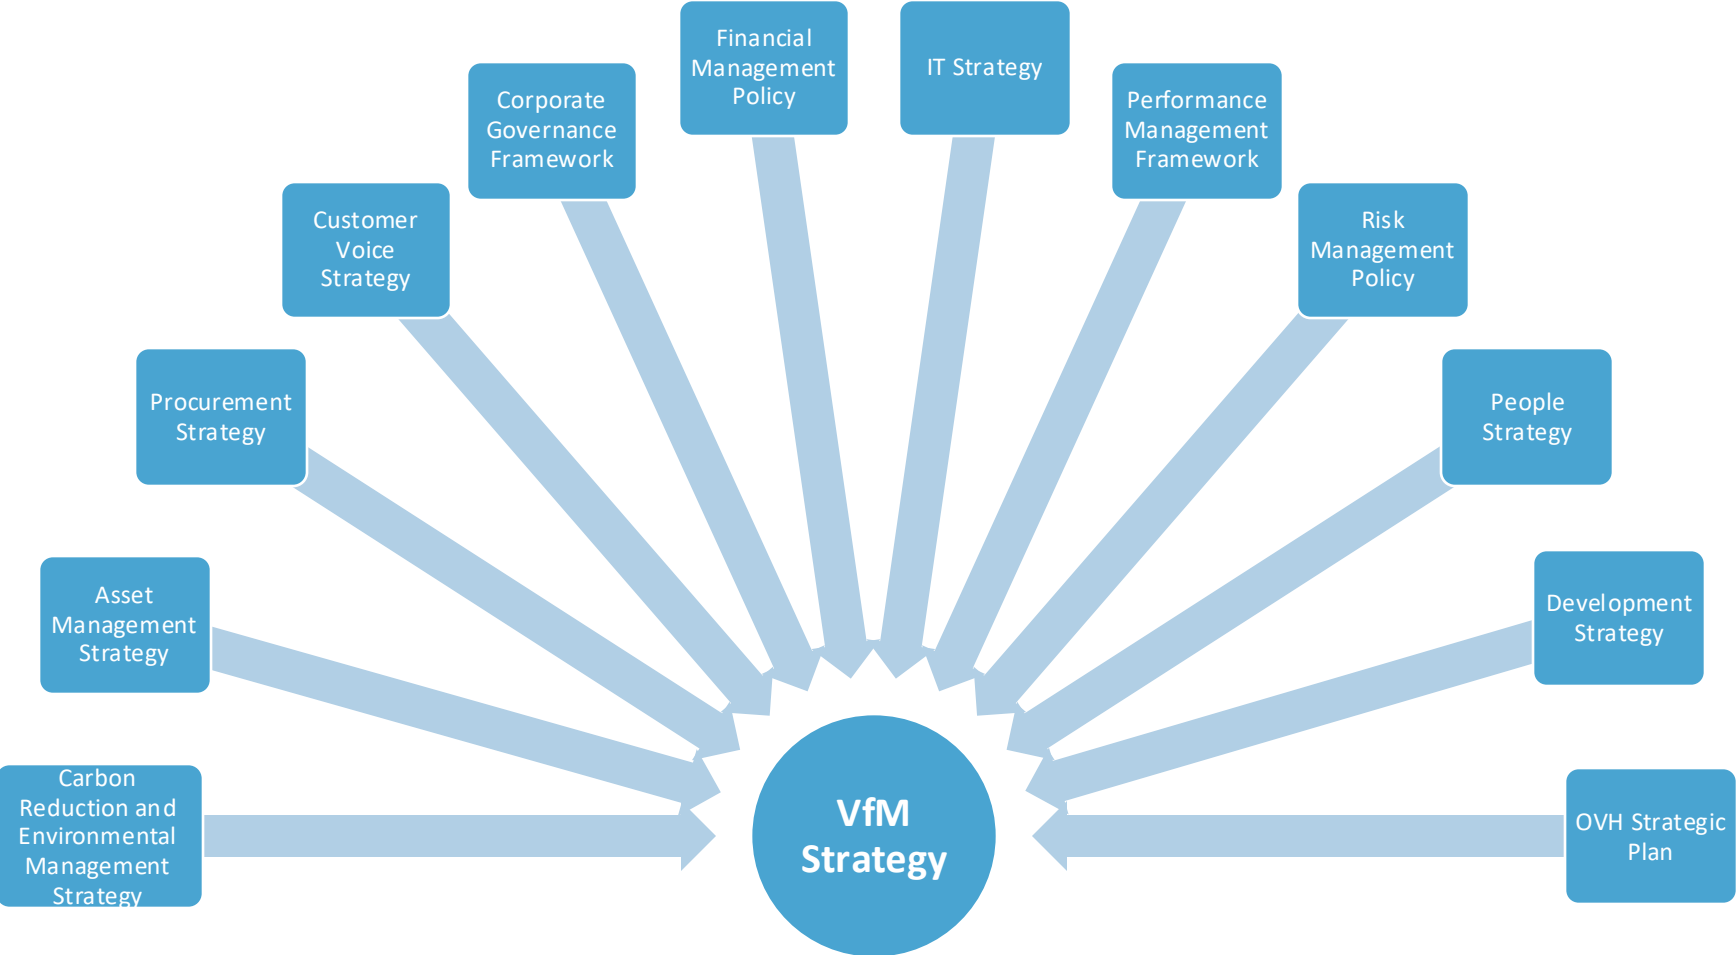 Financial
Management
Policy
IT Strategy
Corporate
Governance
Framework
Performance
Management
Framework
Customer
Voice
Strategy
Risk
Management
Policy
Procurement
Strategy
People
Strategy
Asset
Management
Strategy
Development
Strategy
Carbon
Reduction and
Environmental
Management
Strategy
VfM
Strategy
OVH Strategic
Plan